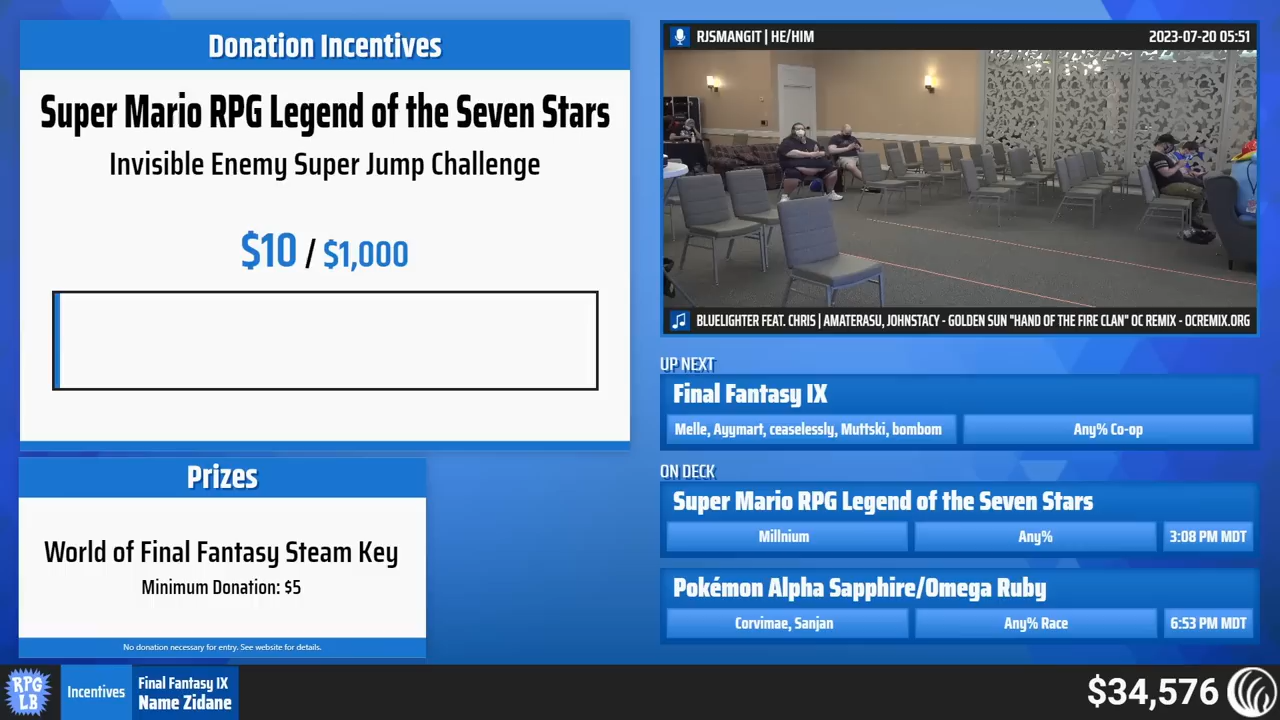 Donation Incentives
Super Mario RPG Legend of the Seven Stars
Invisible Enemy Super Jump Challenge
$10 / $1,000
Prizes
World of Final Fantasy Steam Key
Minimum Donation: $5
No donation necessary for entry. See website for details.
RJSMANGIT | HE/HIM
2023-07-20 05:51
BLUELIGHTER FEAT. CHRIS | AMATERASU, JOHNSTACY - GOLDEN SUN "HAND OF THE FIRE CLAN" OC REMIX - OCREMIX.ORG
UP NEXT
Final Fantasy IX
Melle, Ayymart, ceaselessly, Muttski, bombom
Any% Co-op
ON DECK
Super Mario RPG Legend of the Seven Stars
Millnium
Any%
3:08 PM MDT
Pokémon Alpha Sapphire/Omega Ruby
Corvimae, Sanjan
Any% Race
6:53 PM MDT
RPG
LB
Incentives
Final Fantasy IX
Name Zidane
$34,576